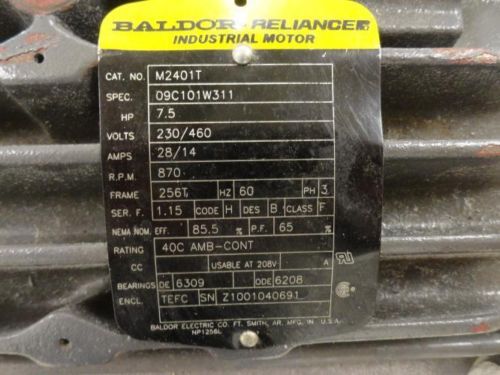 BALDOR·RELIANCER
INDUSTRIAL MOTOR
CAT. NO. M2401T
SPEC. 09C101W311
HP 7.5
VOLTS 230/460
AMPS 28/14
R.P.M. 870
FRAME 256T HZ 60 PH 3
SER. F. 1.15 CODE H DES B CLASS F
NEMA NOM. EFF. 85.5 % P.F. 65 %
RATING 40C AMB-CONT
CC USABLE AT 208V A
BEARINGS DE 6309 ODE 6208
ENCL. TEFC SN Z1001040691
BALDOR ELECTRIC CO. FT. SMITH, AR. MFG. IN U.S.A.
NP1256L